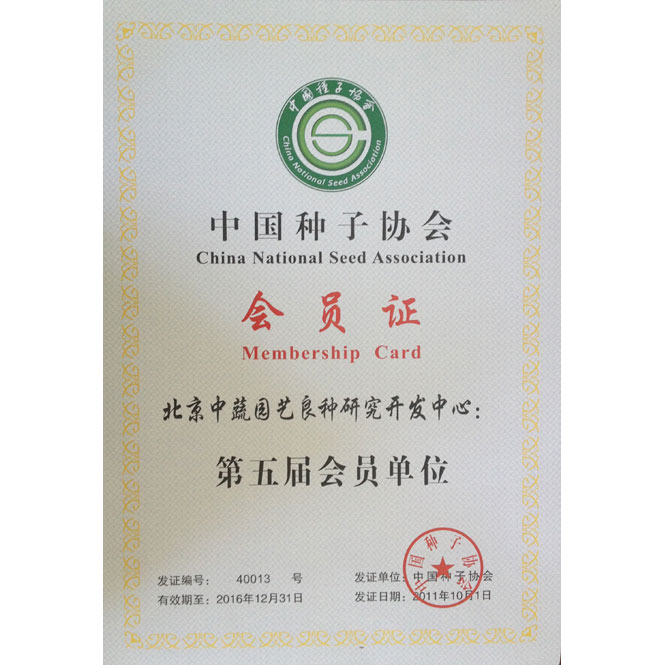 中國種子協會
China National Seed Association
中国种子协会
China National Seed Association
会员证
Membership Card
北京中蔬园艺良种研究开发中心：
第五届会员单位
中国种子协会
发证编号： 40013 号 发证单位：中国种子协会
有效期至：2016年12月31日 发证日期：2011年10月1日